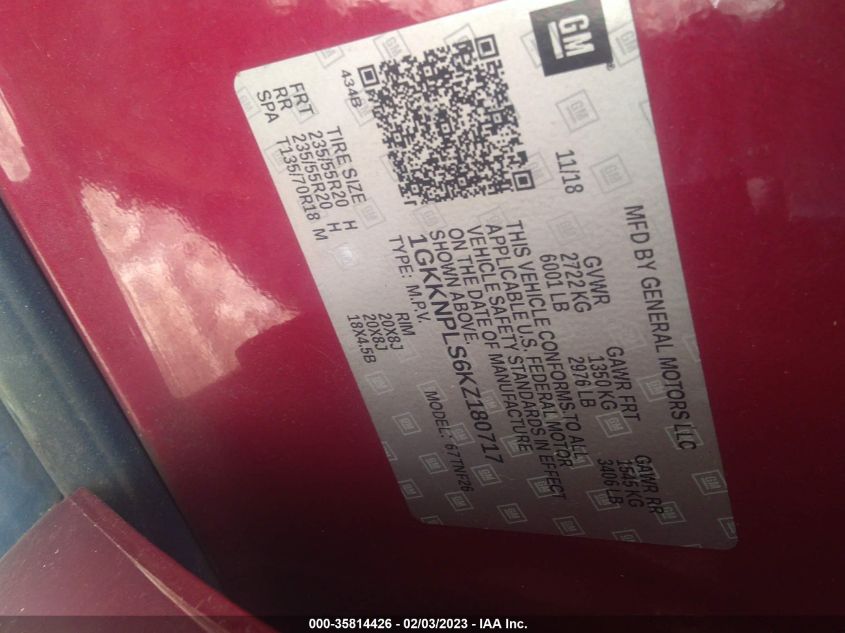 GM
MFD BY GENERAL MOTORS LLC
11/18
GVWR GAWR FRT GAWR RR
2722 KG 1350 KG 1545 KG
6001 LB 2976 LB 3406 LB
THIS VEHICLE CONFORMS TO ALL
APPLICABLE U.S. FEDERAL MOTOR
VEHICLE SAFETY STANDARDS IN EFFECT
ON THE DATE OF MANUFACTURE
SHOWN ABOVE.
1GKKNPLS6KZ180717
TYPE: M.P.V. MODEL: 67TNF26
434B
TIRE SIZE RIM
FRT 235/55R20 H 20X8J
RR 235/55R20 H 20X8J
SPA T135/70R18 M 18X4.5B
000-35814426 - 02/03/2023 - IAA Inc.